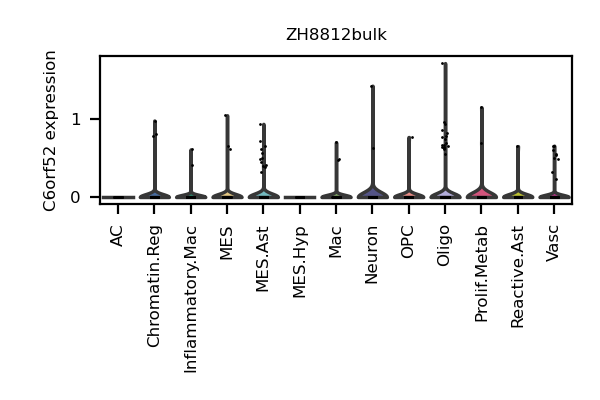 ZH8812bulk
C6orf52 expression
1
0
AC
Chromatin.Reg
Inflammatory.Mac
MES
MES.Ast
MES.Hyp
Mac
Neuron
OPC
Oligo
Prolif.Metab
Reactive.Ast
Vasc